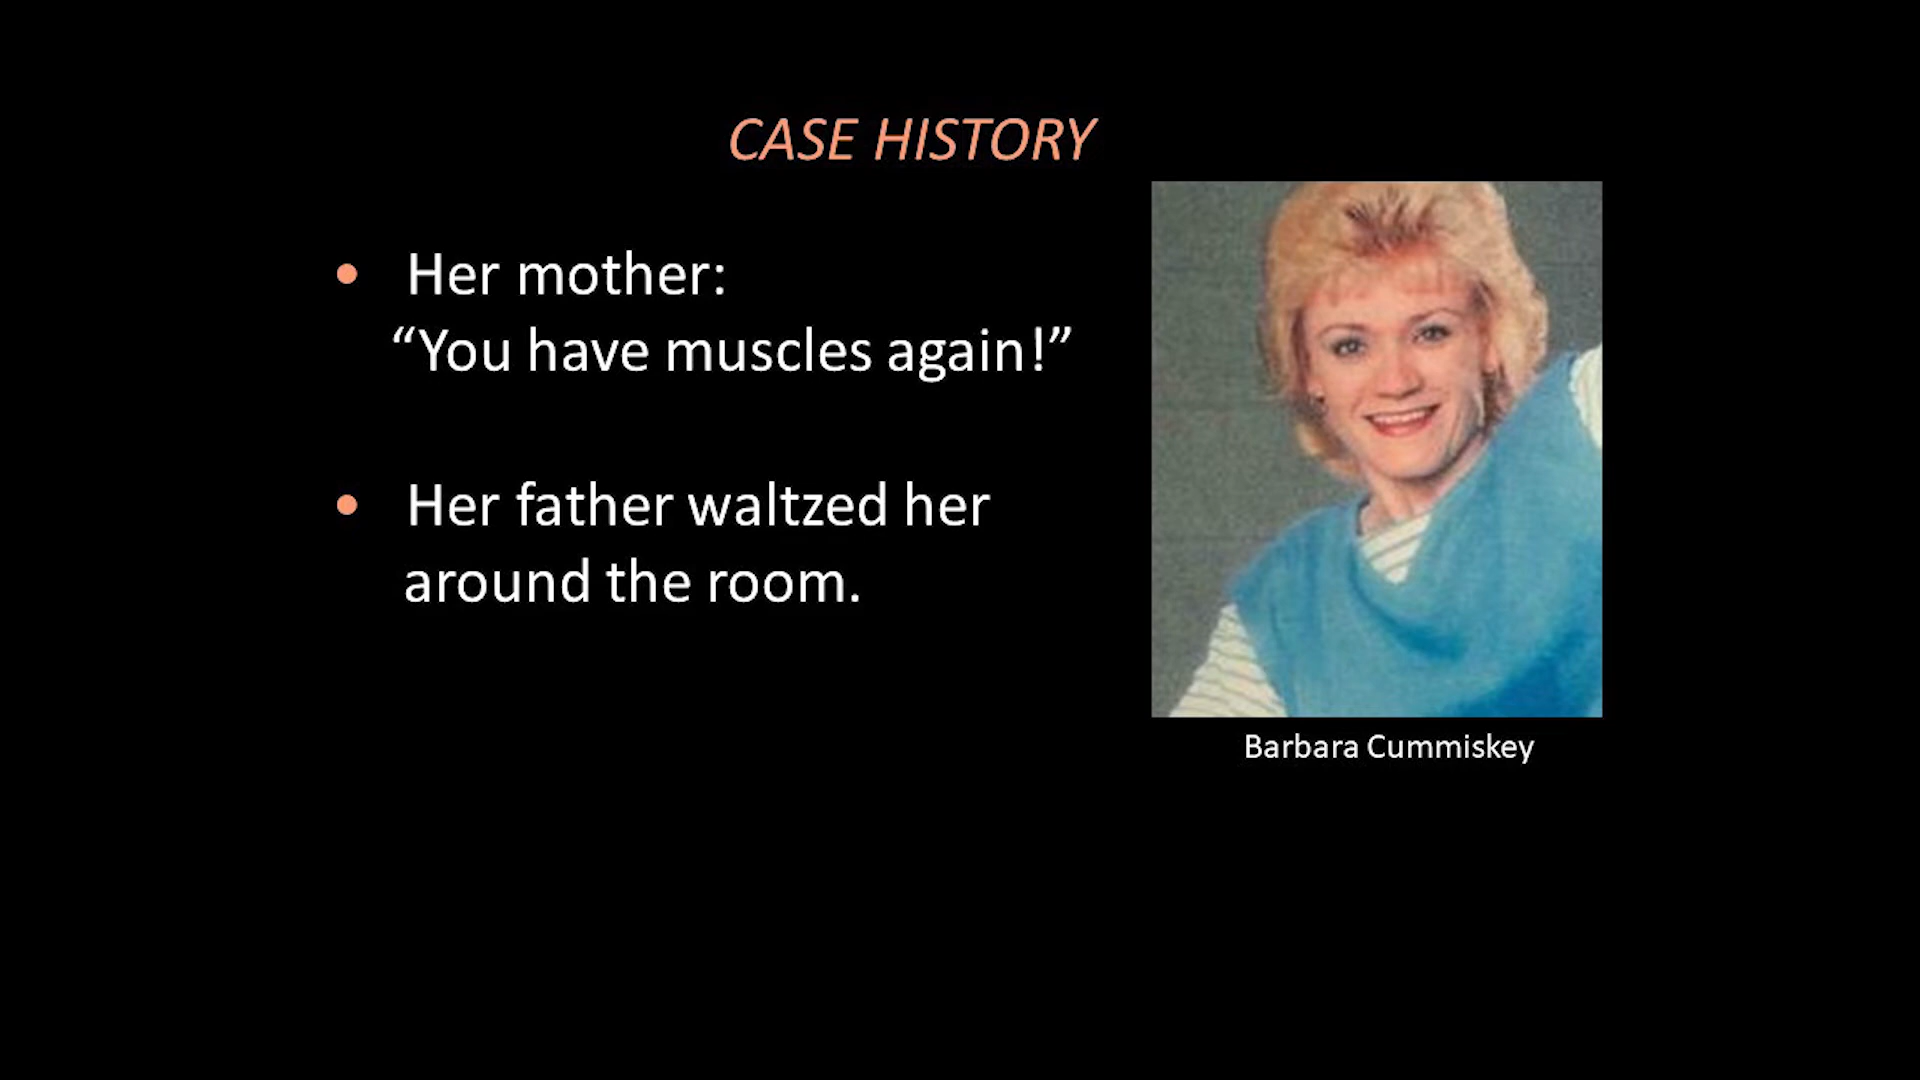 CASE HISTORY
• Her mother:
“You have muscles again!”
• Her father waltzed her
around the room.
Barbara Cummiskey